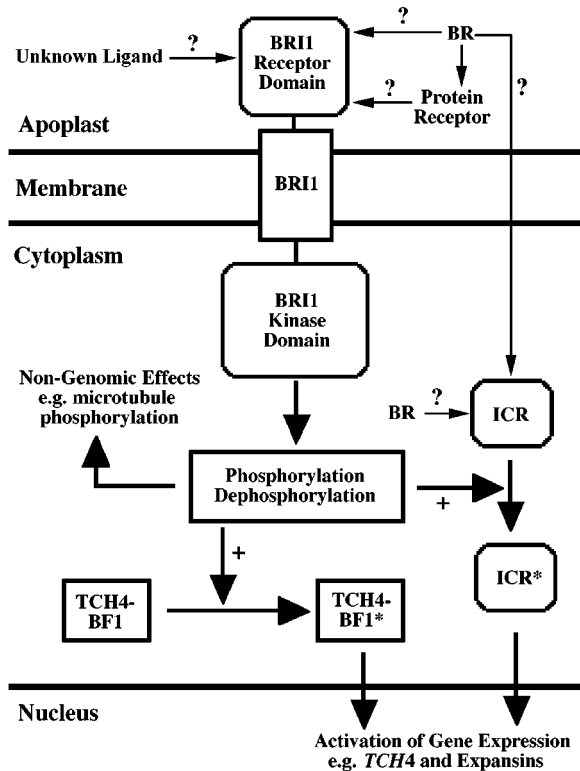 Unknown Ligand
?
BRI1
Receptor
Domain
?
BR
?
?
Protein
Receptor
Apoplast
Membrane
BRI1
Cytoplasm
BRI1
Kinase
Domain
Non-Genomic Effects
e.g. microtubule
phosphorylation
BR
?
ICR
Phosphorylation
Dephosphorylation
+
+
ICR*
TCH4-
BF1
TCH4-
BF1*
Nucleus
Activation of Gene Expression
e.g. TCH4 and Expansins